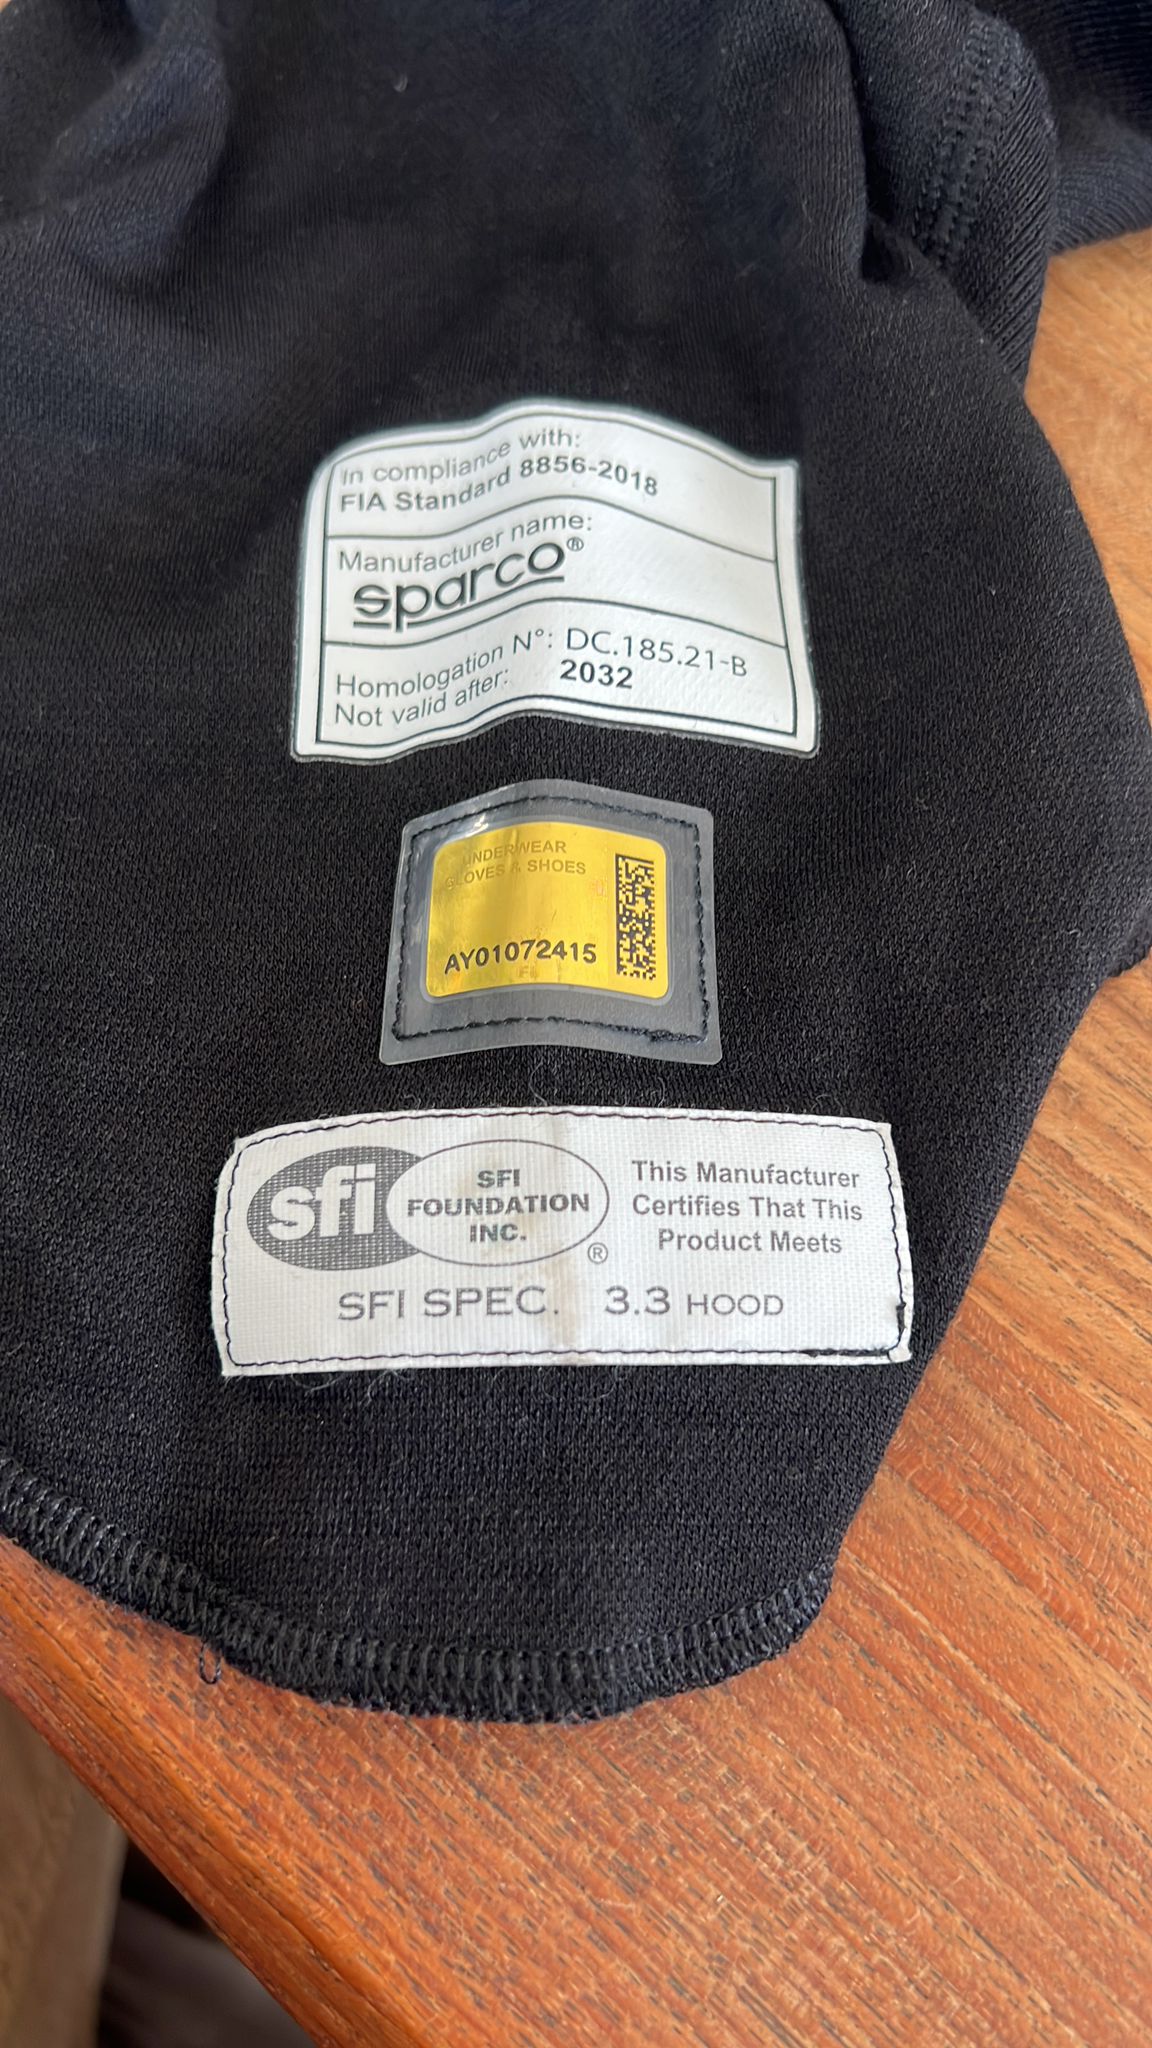 In compliance with:
FIA Standard 8856-2018
Manufacturer name:
sparco®
Homologation N°: DC.185.21-B
Not valid after: 2032
UNDERWEAR
GLOVES & SHOES
AY01072415
sfi
SFI
FOUNDATION
INC.
®
This Manufacturer
Certifies That This
Product Meets
SFI SPEC. 3.3 HOOD